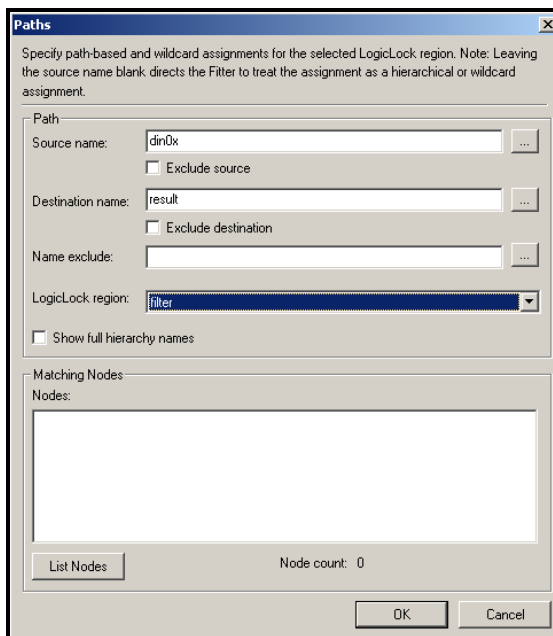 Paths
Specify path-based and wildcard assignments for the selected LogicLock region. Note: Leaving
the source name blank directs the Fitter to treat the assignment as a hierarchical or wildcard
assignment.
Path
Source name: din0x ...
Exclude source
Destination name: result ...
Exclude destination
Name exclude: ...
LogicLock region: filter
Show full hierarchy names
Matching Nodes
Nodes:
List Nodes Node count: 0
OK Cancel